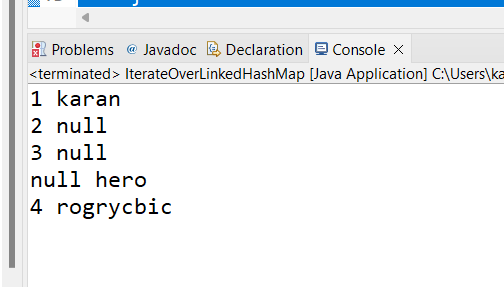 Problems @ Javadoc Declaration Console
<terminated> IterateOverLinkedHashMap [Java Application] C:\Users\ka
1 karan
2 null
3 null
null hero
4 rogrycbic